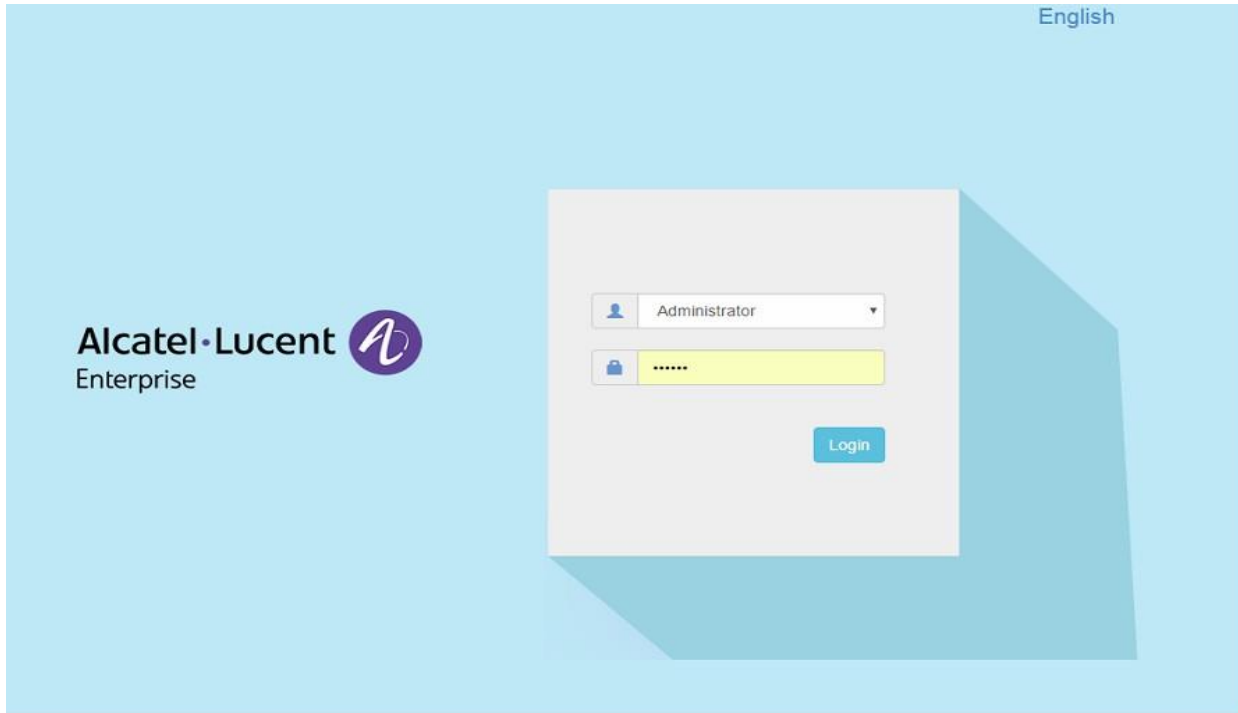 English
Alcatel·Lucent
Enterprise
Administrator
••••••
Login